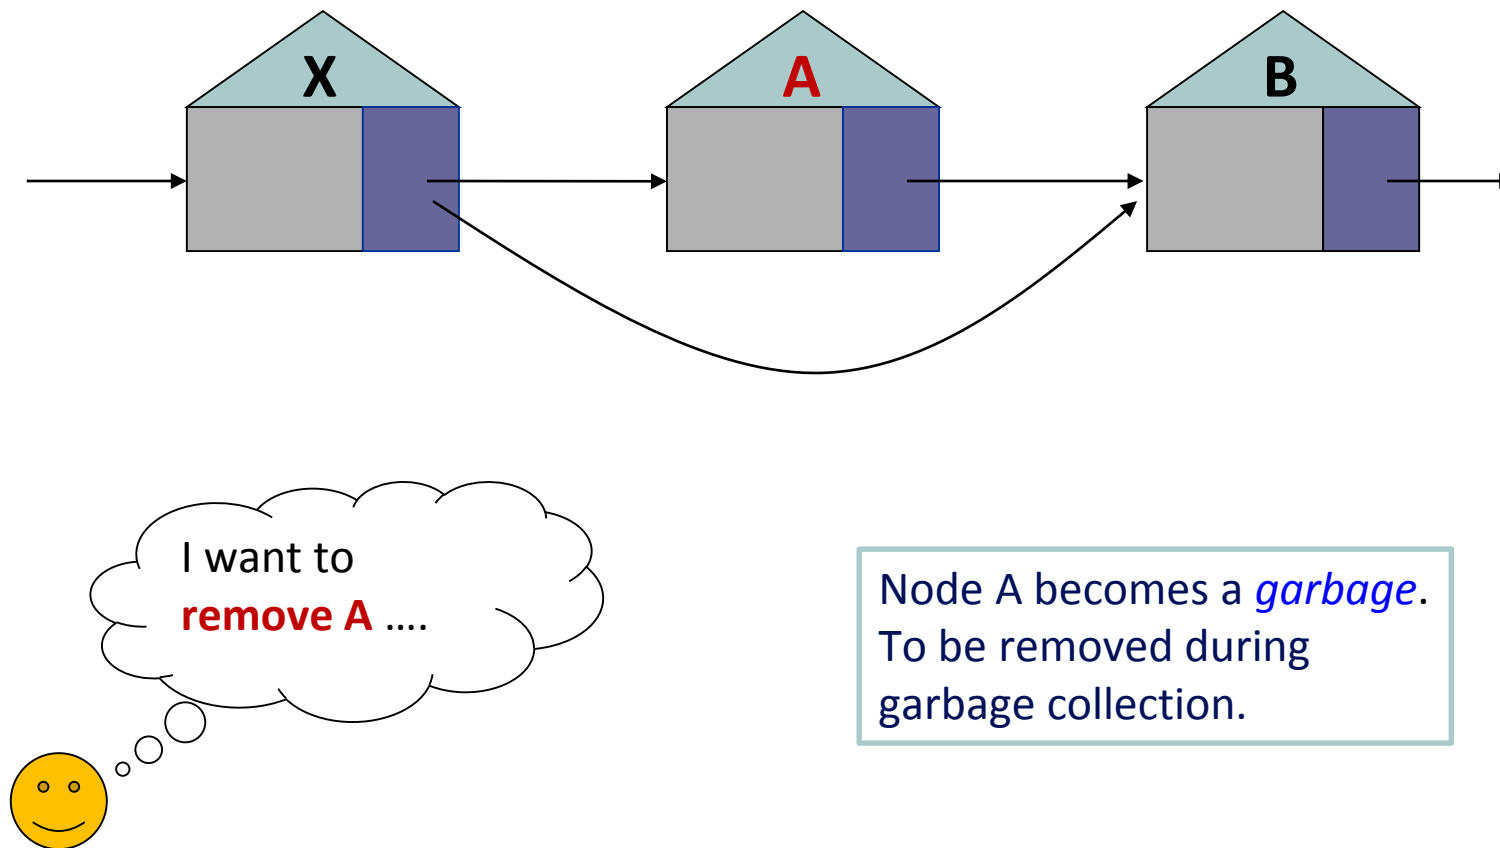 X
A
B
I want to
remove A ....
Node A becomes a garbage.
To be removed during
garbage collection.